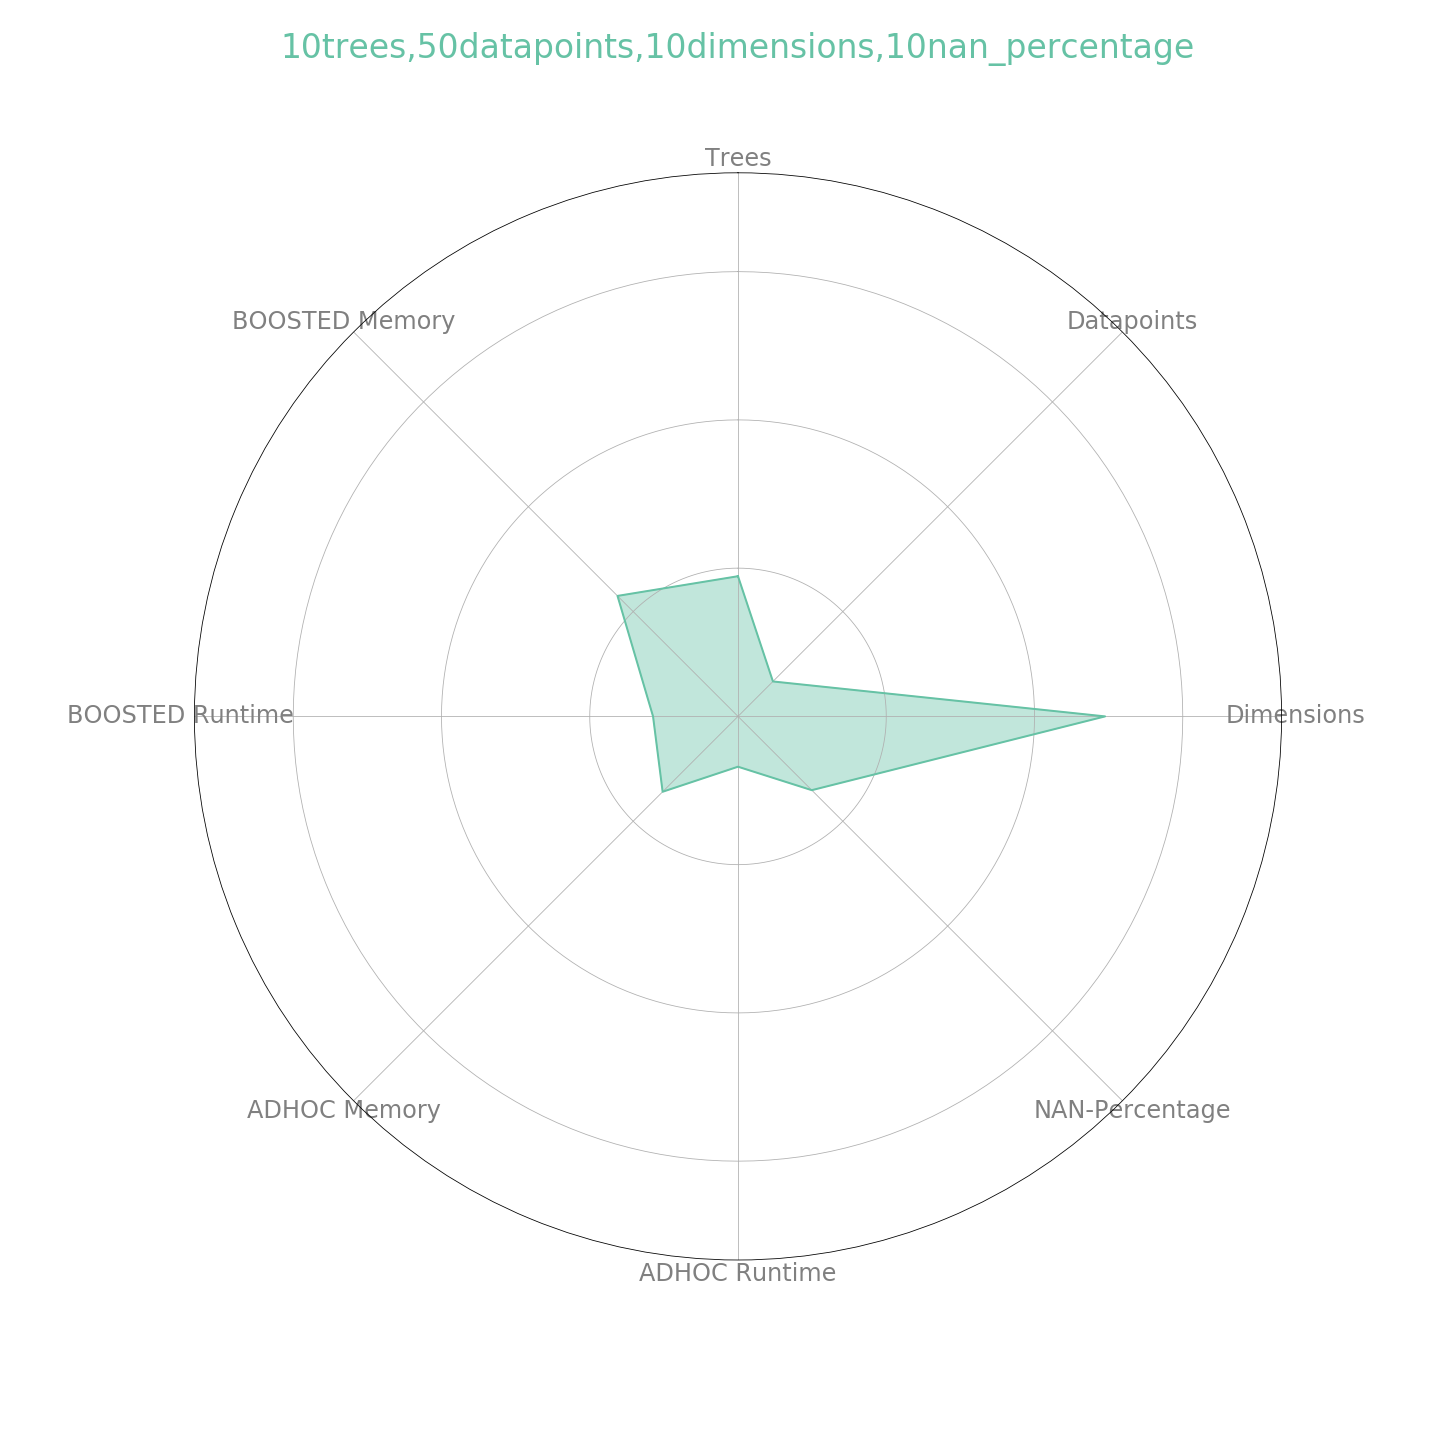 10trees,50datapoints,10dimensions,10nan_percentage
Trees
BOOSTED Memory
Datapoints
BOOSTED Runtime
Dimensions
ADHOC Memory
NAN-Percentage
ADHOC Runtime